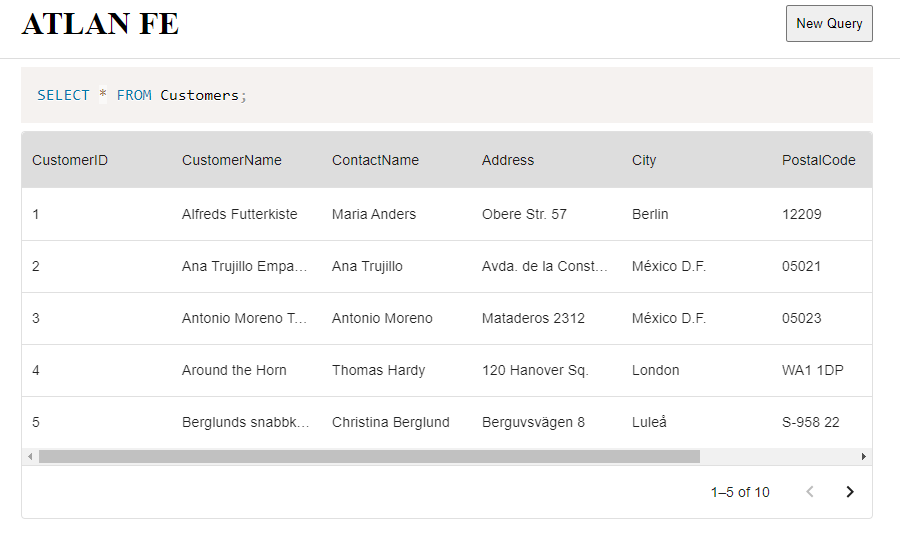 ATLAN FE
New Query
SELECT * FROM Customers;
CustomerID CustomerName ContactName Address City PostalCode
1 Alfreds Futterkiste Maria Anders Obere Str. 57 Berlin 12209
2 Ana Trujillo Empa... Ana Trujillo Avda. de la Const... México D.F. 05021
3 Antonio Moreno T... Antonio Moreno Mataderos 2312 México D.F. 05023
4 Around the Horn Thomas Hardy 120 Hanover Sq. London WA1 1DP
5 Berglunds snabbk... Christina Berglund Berguvsvägen 8 Luleå S-958 22
1–5 of 10